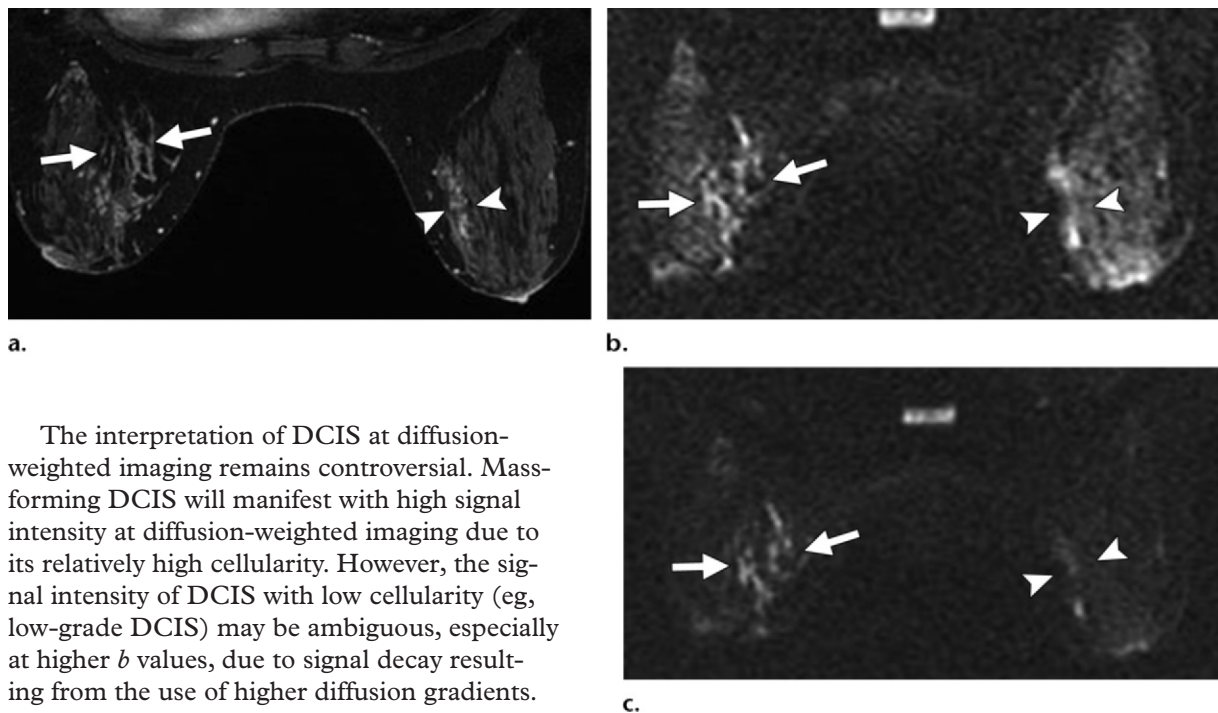 a.
b.
The interpretation of DCIS at diffusion-
weighted imaging remains controversial. Mass-
forming DCIS will manifest with high signal
intensity at diffusion-weighted imaging due to
its relatively high cellularity. However, the sig-
nal intensity of DCIS with low cellularity (eg,
low-grade DCIS) may be ambiguous, especially
at higher b values, due to signal decay result-
ing from the use of higher diffusion gradients.
c.